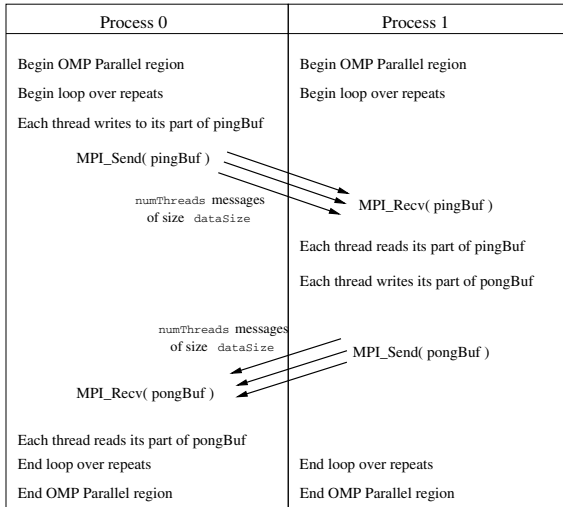 Process 0
Process 1
Begin OMP Parallel region
Begin OMP Parallel region
Begin loop over repeats
Begin loop over repeats
Each thread writes to its part of pingBuf
MPI_Send( pingBuf )
numThreads messages
of size dataSize
MPI_Recv( pingBuf )
Each thread reads its part of pingBuf
Each thread writes its part of pongBuf
numThreads messages
of size dataSize
MPI_Send( pongBuf )
MPI_Recv( pongBuf )
Each thread reads its part of pongBuf
End loop over repeats
End loop over repeats
End OMP Parallel region
End OMP Parallel region